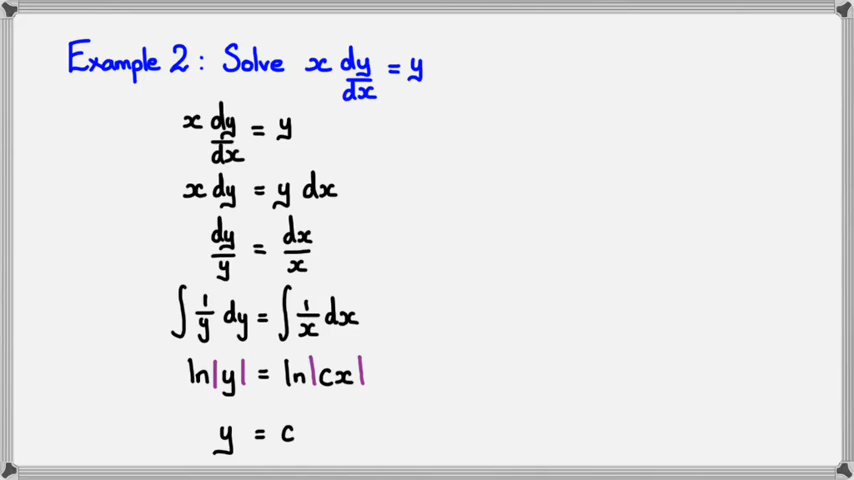 Example 2: Solve x dy/dx = y
x dy/dx = y
x dy = y dx
dy/y = dx/x
∫ 1/y dy = ∫ 1/x dx
ln|y| = ln|cx|
y = c